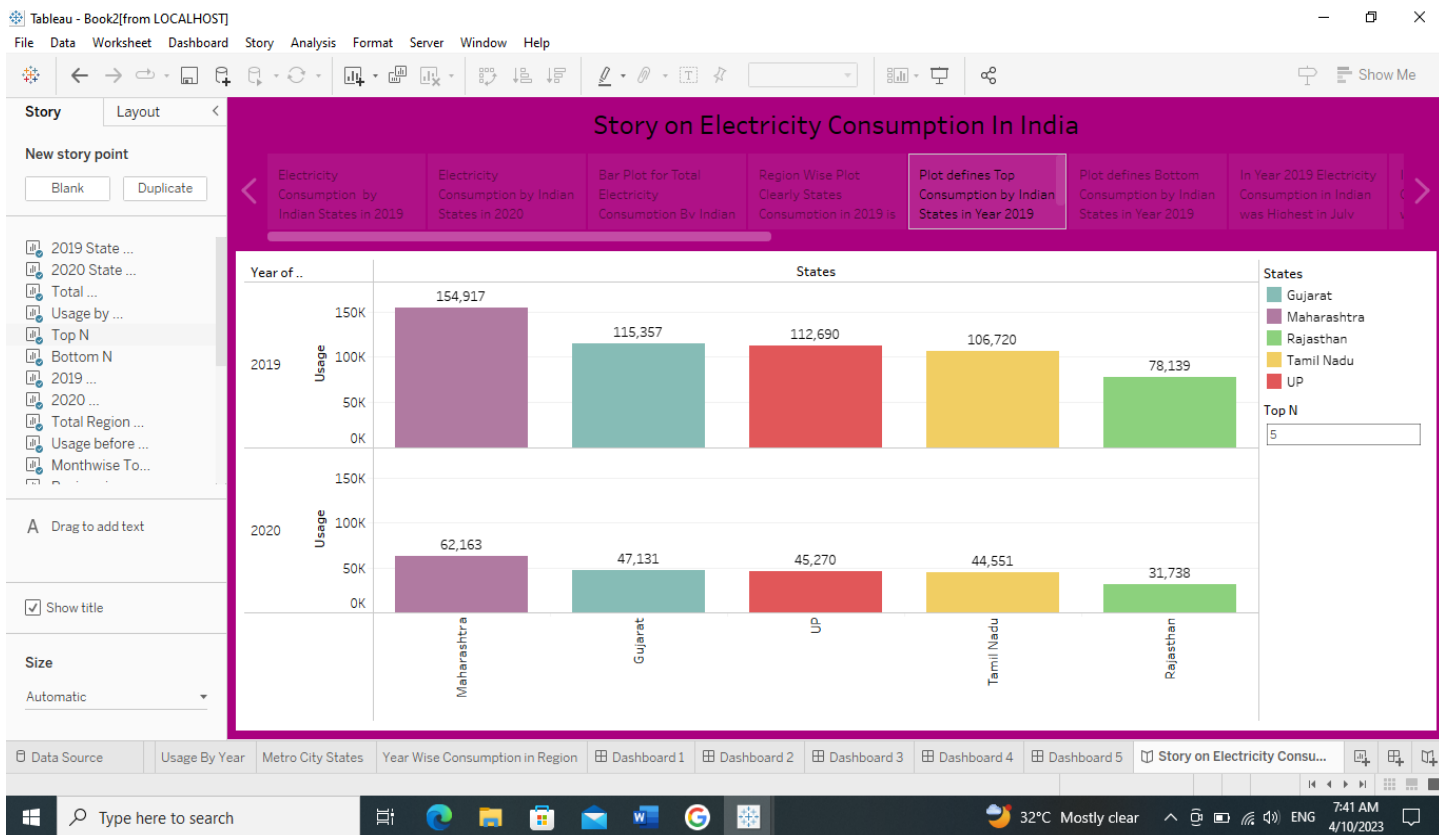 Tableau - Book2[from LOCALHOST]
File Data Worksheet Dashboard Story Analysis Format Server Window Help
Show Me
Story Layout
New story point
Blank Duplicate
2019 State ...
2020 State ...
Total ...
Usage by ...
Top N
Bottom N
2019 ...
2020 ...
Total Region ...
Usage before ...
Monthwise To...
A Drag to add text
Show title
Size
Automatic
Story on Electricity Consumption In India
Electricity
Consumption by
Indian States in 2019
Electricity
Consumption by Indian
States in 2020
Bar Plot for Total
Electricity
Consumption By Indian
Region Wise Plot
Clearly States
Consumption in 2019 is
Plot defines Top
Consumption by Indian
States in Year 2019
Plot defines Bottom
Consumption by Indian
States in Year 2019
In Year 2019 Electricity
Consumption in Indian
was Highest in July
Year of .. States
2019
Usage
150K
100K
50K
0K
154,917 115,357 112,690 106,720 78,139
2020
Usage
150K
100K
50K
0K
62,163 47,131 45,270 44,551 31,738
Maharashtra Gujarat UP Tamil Nadu Rajasthan
States
Gujarat
Maharashtra
Rajasthan
Tamil Nadu
UP
Top N
5
Data Source Usage By Year Metro City States Year Wise Consumption in Region Dashboard 1 Dashboard 2 Dashboard 3 Dashboard 4 Dashboard 5 Story on Electricity Consu...
Type here to search
W
G
32°C Mostly clear
ENG
7:41 AM
4/10/2023